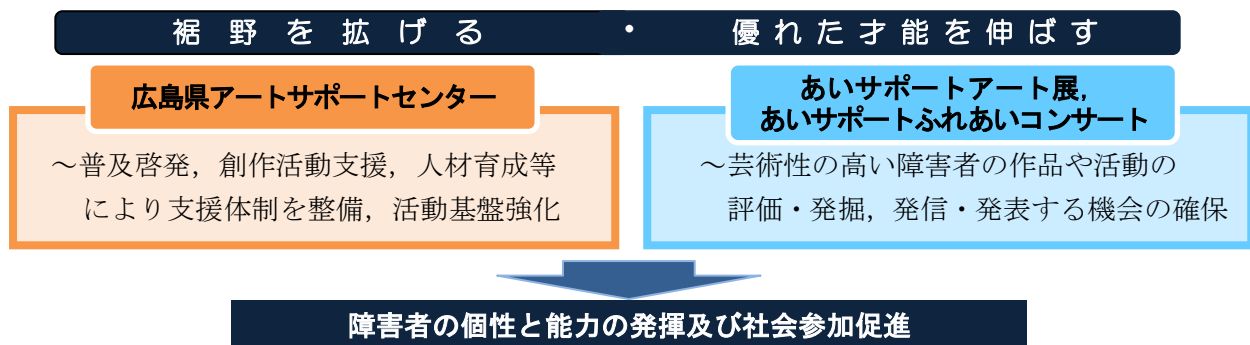 裾野を拡げる ・ 優れた才能を伸ばす
広島県アートサポートセンター
～普及啓発，創作活動支援，人材育成等
により支援体制を整備，活動基盤強化
あいサポートアート展，
あいサポートふれあいコンサート
～芸術性の高い障害者の作品や活動の
評価・発掘，発信・発表する機会の確保
障害者の個性と能力の発揮及び社会参加促進